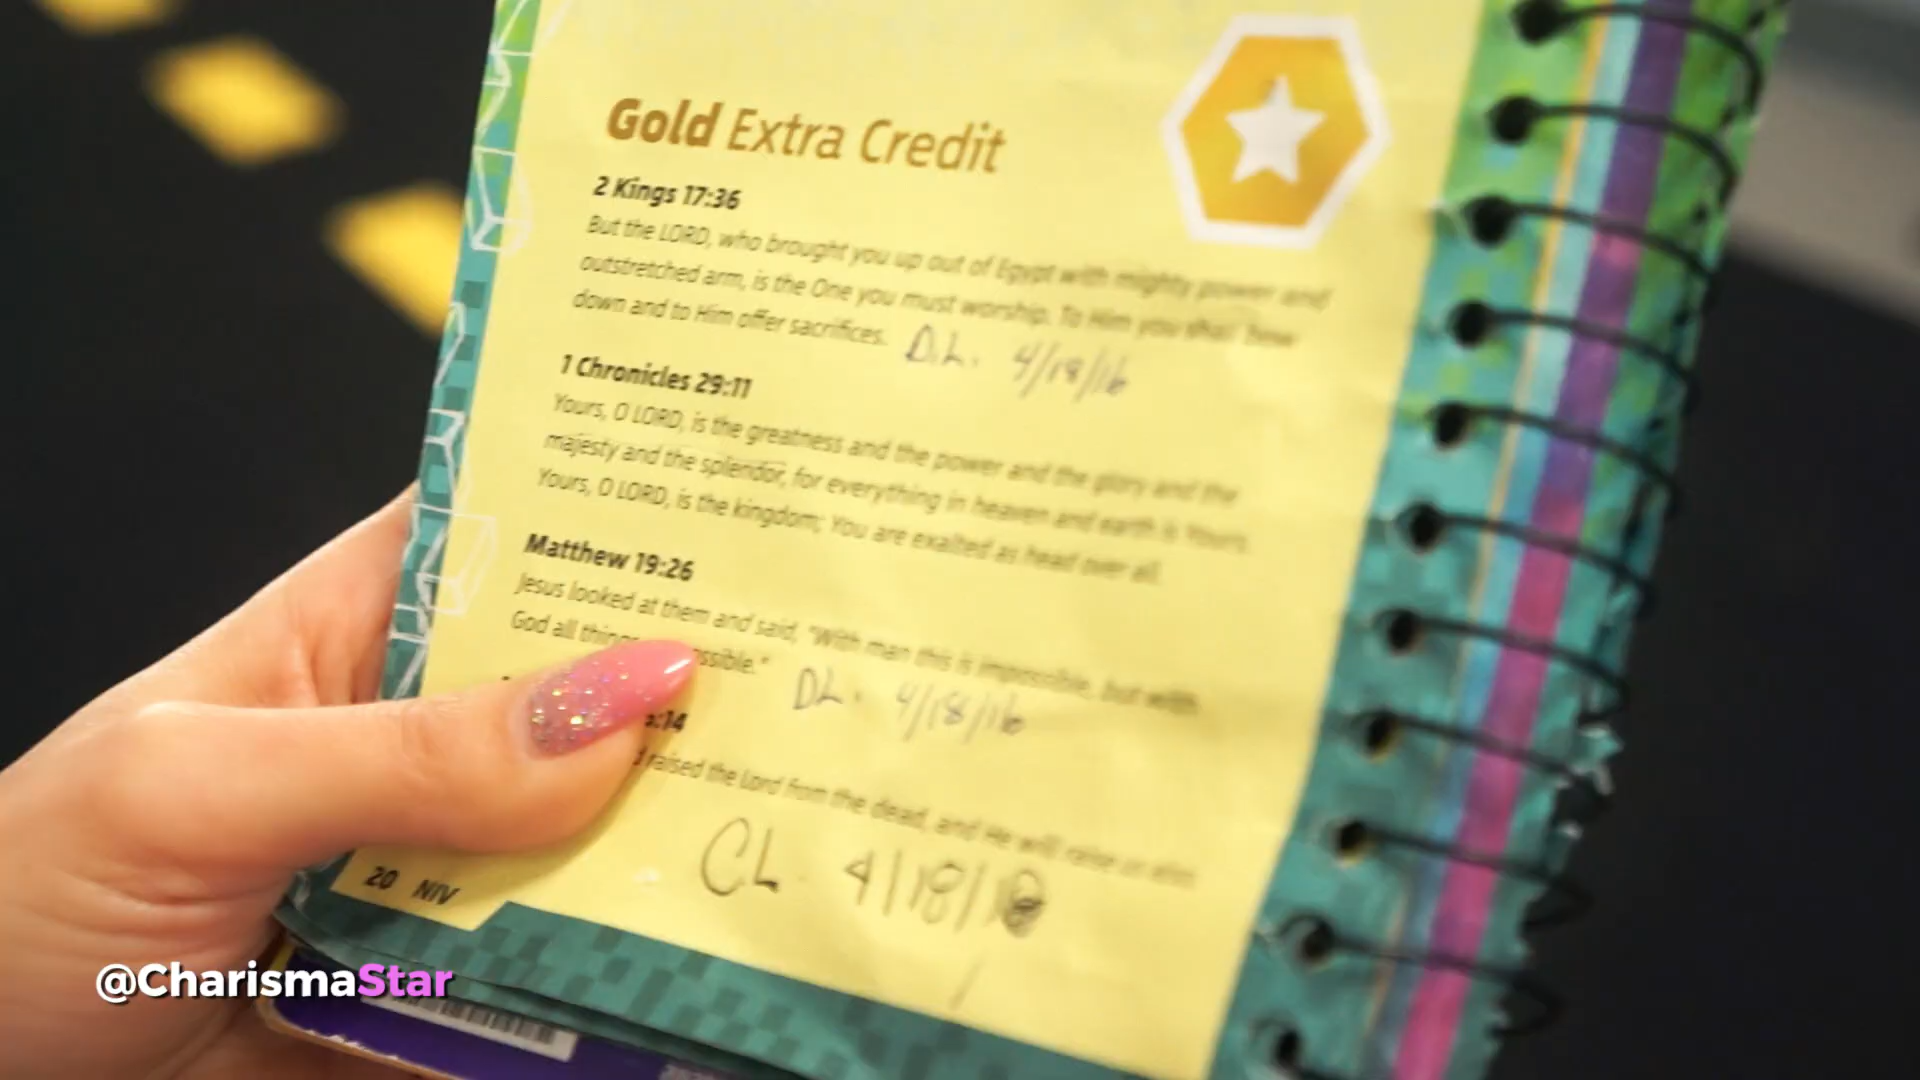 Gold Extra Credit
2 Kings 17:36
But the LORD, who brought you up out of Egypt with mighty power and
outstretched arm, is the One you must worship. To Him you shall bow
down and to Him offer sacrifices. D.L. 4/18/16
1 Chronicles 29:11
Yours, O LORD, is the greatness and the power and the glory and the
majesty and the splendor, for everything in heaven and earth is Yours.
Yours, O LORD, is the kingdom; You are exalted as head over all.
Matthew 19:26
Jesus looked at them and said, "With man this is impossible, but with
God all things ossible."
DL. 4/18/16
:14
raised the Lord from the dead, and He will raise us also.
CL. 4/18/
20 NIV
@CharismaStar